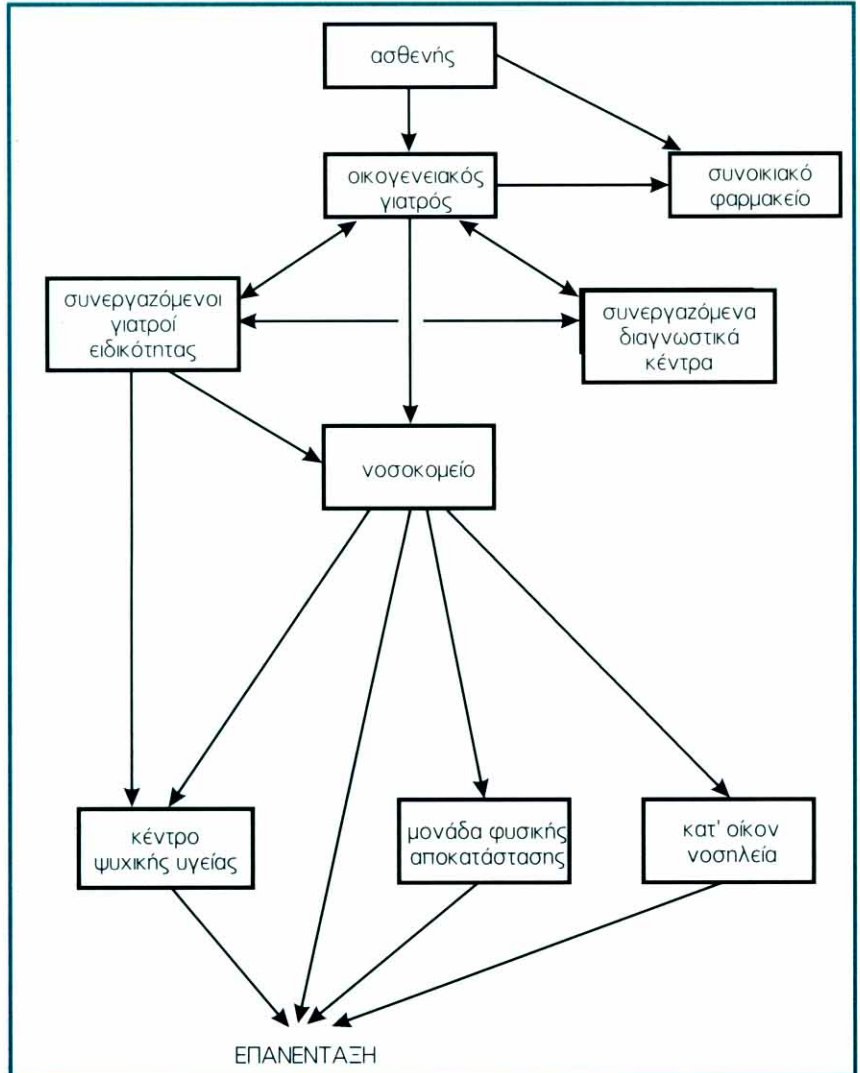 ασθενής
οικογενειακός
γιατρός
συνοικιακό
φαρμακείο
συνεργαζόμενοι
γιατροί
ειδικότητας
συνεργαζόμενα
διαγνωστικά
κέντρα
νοσοκομείο
κέντρο
ψυχικής υγείας
μονάδα φυσικής
αποκατάστασης
κατ' οίκον
νοσηλεία
ΕΠΑΝΕΝΤΑΞΗ